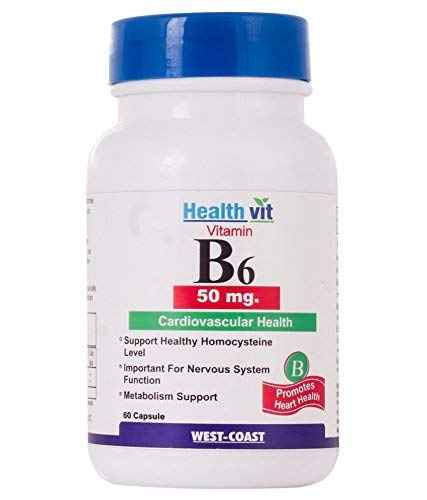 Health vit
Vitamin
B6
50 mg.
Cardiovascular Health
Support Healthy Homocysteine
Level
Important For Nervous System
Function
Metabolism Support
60 Capsule
B
Promotes
Heart Health
WEST-COAST